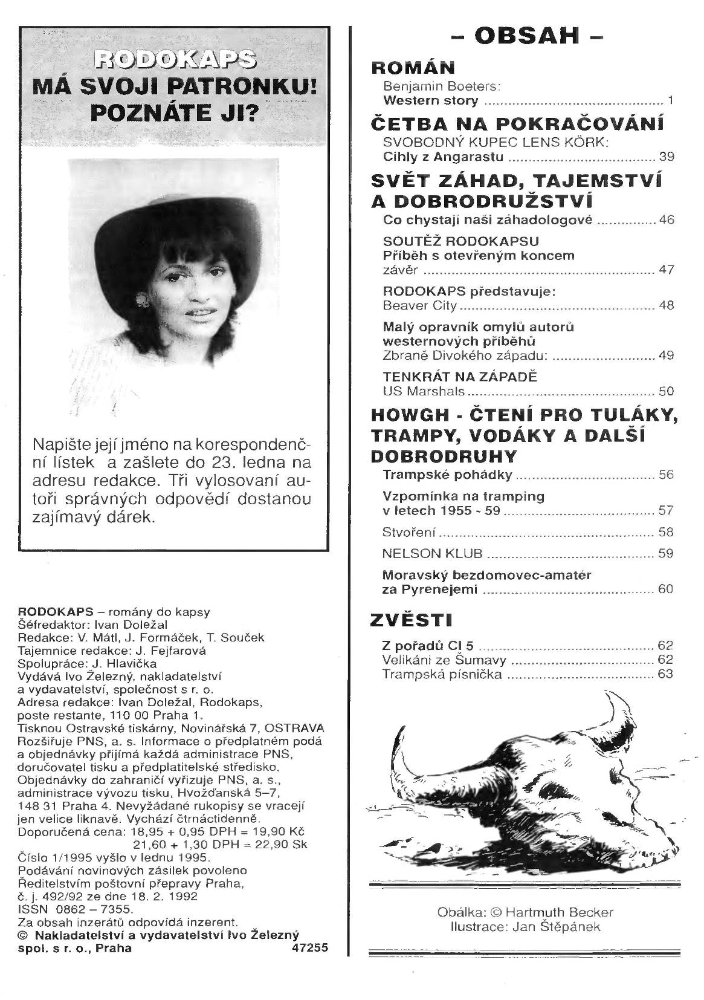 RODOKAPS
MÁ SVOJI PATRONKU!
POZNÁTE JI?
Napište její jméno na korespondenč-
ní lístek a zašlete do 23. ledna na
adresu redakce. Tři vylosovaní au-
toři správných odpovědí dostanou
zajímavý dárek.
RODOKAPS – romány do kapsy
Šéfredaktor: Ivan Doležal
Redakce: V. Mátl, J. Formáček, T. Souček
Tajemnice redakce: J. Fejfarová
Spolupráce: J. Hlavička
Vydává Ivo Železný, nakladatelství
a vydavatelství, společnost s r. o.
Adresa redakce: Ivan Doležal, Rodokaps,
poste restante, 110 00 Praha 1.
Tisknou Ostravské tiskárny, Novinářská 7, OSTRAVA
Rozšiřuje PNS, a. s. Informace o předplatném podá
a objednávky přijímá každá administrace PNS,
doručovatel tisku a předplatitelské středisko.
Objednávky do zahraničí vyřizuje PNS, a. s.,
administrace vývozu tisku, Hvožďanská 5–7,
148 31 Praha 4. Nevyžádané rukopisy se vracejí
jen velice liknavě. Vychází čtrnáctidenně.
Doporučená cena: 18,95 + 0,95 DPH = 19,90 Kč
21,60 + 1,30 DPH = 22,90 Sk
Číslo 1/1995 vyšlo v lednu 1995.
Podávání novinových zásilek povoleno
Ředitelstvím poštovní přepravy Praha,
č. j. 492/92 ze dne 18. 2. 1992
ISSN 0862 – 7355.
Za obsah inzerátů odpovídá inzerent.
© Nakladatelství a vydavatelství Ivo Železný
spol. s r. o., Praha 47255
– OBSAH –
ROMÁN
Benjamin Boeters:
Western story ............................................ 1
ČETBA NA POKRAČOVÁNÍ
SVOBODNÝ KUPEC LENS KÖRK:
Cihly z Angarastu .................................... 39
SVĚT ZÁHAD, TAJEMSTVÍ
A DOBRODRUŽSTVÍ
Co chystají naši záhadologové ............... 46
SOUTĚŽ RODOKAPSU
Příběh s otevřeným koncem
závěr ......................................................... 47
RODOKAPS představuje:
Beaver City ................................................ 48
Malý opravník omylů autorů
westernových příběhů
Zbraně Divokého západu: ......................... 49
TENKRÁT NA ZÁPADĚ
US Marshals .............................................. 50
HOWGH - ČTENÍ PRO TULÁKY,
TRAMPY, VODÁKY A DALŠÍ
DOBRODRUHY
Trampské pohádky .................................. 56
Vzpomínka na tramping
v letech 1955 - 59 ..................................... 57
Stvoření ..................................................... 58
NELSON KLUB ......................................... 59
Moravský bezdomovec-amatér
za Pyrenejemi .......................................... 60
ZVĚSTI
Z pořadů CI 5 ........................................... 62
Velikáni ze Šumavy ................................... 62
Trampská písnička .................................... 63
Obálka: © Hartmuth Becker
Ilustrace: Jan Štěpánek